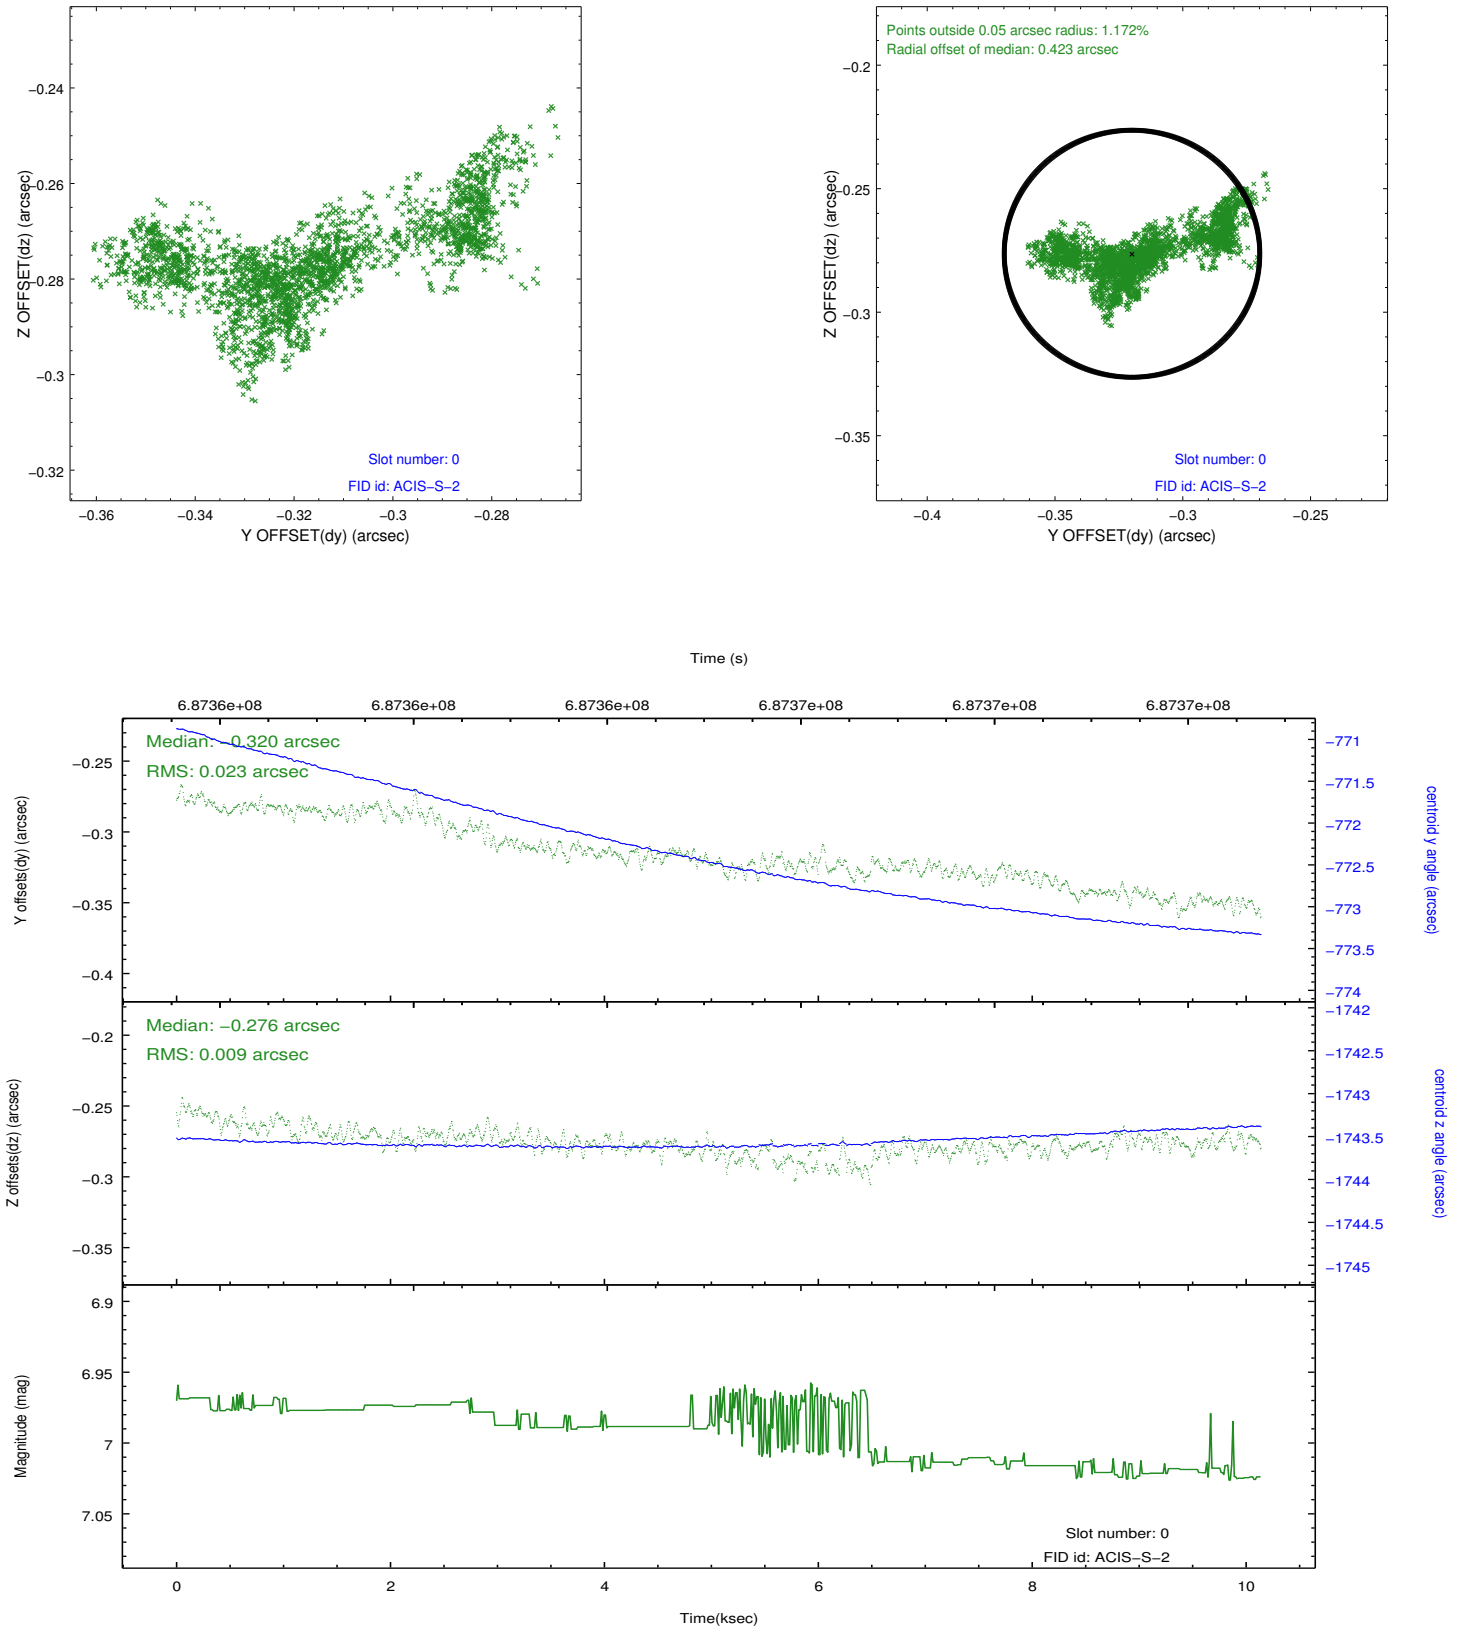 −0.24
−0.26
−0.28
−0.3
−0.32
Z OFFSET(dz) (arcsec)
Slot number: 0
FID id: ACIS−S−2
−0.36
−0.34
−0.32
−0.3
−0.28
Y OFFSET(dy) (arcsec)
Points outside 0.05 arcsec radius: 1.172%
Radial offset of median: 0.423 arcsec
−0.2
−0.25
−0.3
−0.35
Z OFFSET(dz) (arcsec)
Slot number: 0
FID id: ACIS−S−2
−0.4
−0.35
−0.3
−0.25
Y OFFSET(dy) (arcsec)
Time (s)
6.8736e+08
6.8736e+08
6.8736e+08
6.8737e+08
6.8737e+08
6.8737e+08
Median: −0.320 arcsec
RMS: 0.023 arcsec
−0.25
−0.3
−0.35
−0.4
Y offsets(dy) (arcsec)
−771
−771.5
−772
−772.5
−773
−773.5
−774
centroid y angle (arcsec)
Median: −0.276 arcsec
RMS: 0.009 arcsec
−0.2
−0.25
−0.3
−0.35
Z offsets(dz) (arcsec)
−1742
−1742.5
−1743
−1743.5
−1744
−1744.5
−1745
centroid z angle (arcsec)
6.9
6.95
7
7.05
Magnitude (mag)
Slot number: 0
FID id: ACIS−S−2
0
2
4
6
8
10
Time(ksec)